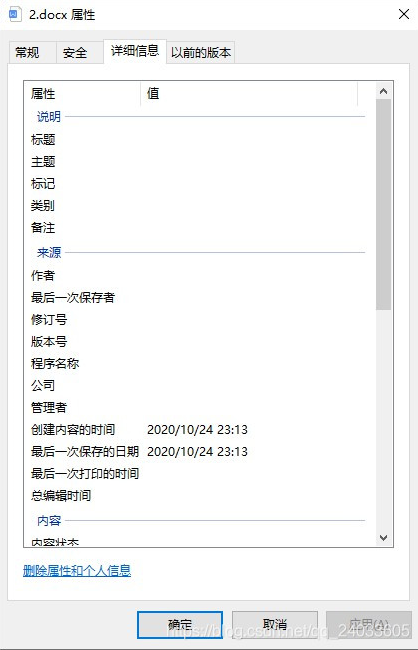 2.docx 属性
常规 安全 详细信息 以前的版本
属性 值
说明
标题
主题
标记
类别
备注
来源
作者
最后一次保存者
修订号
版本号
程序名称
公司
管理者
创建内容的时间 2020/10/24 23:13
最后一次保存的日期 2020/10/24 23:13
最后一次打印的时间
总编辑时间
内容
内容状态
删除属性和个人信息
确定 取消 应用(A)
https://blog.csdn.net/qq_24033605